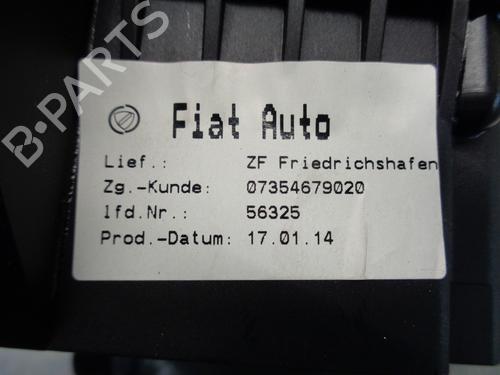 Fiat Auto
Lief.: ZF Friedrichshafen
Zg.-Kunde: 07354679020
lfd.Nr.: 56325
Prod.-Datum: 17.01.14
B-PARTS